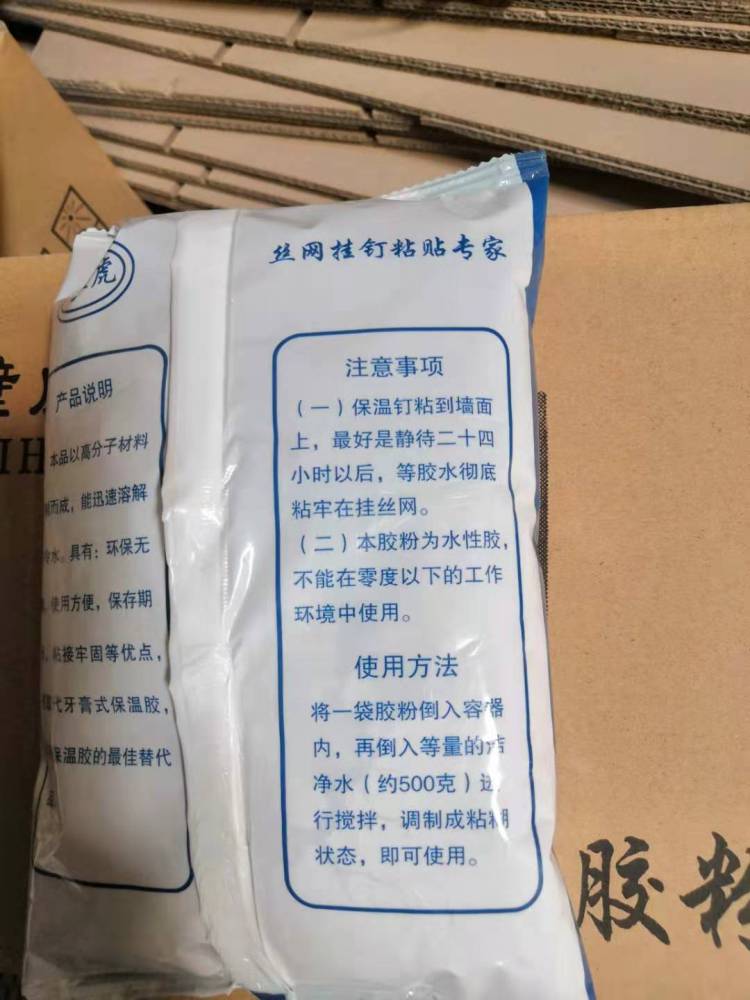 丝网挂钉粘贴专家
虎
产品说明
本品以高分子材料
而成，能迅速溶解
水。具有：环保无
使用方便，保存期
粘接牢固等优点，
代牙膏式保温胶，
保温胶的最佳替代
注意事项
（一）保温钉粘到墙面
上，最好是静待二十四
小时以后，等胶水彻底
粘牢在挂丝网。
（二）本胶粉为水性胶，
不能在零度以下的工作
环境中使用。
使用方法
将一袋胶粉倒入容器
内，再倒入等量的洁
净水（约500克）进
行搅拌，调制成粘糊
状态，即可使用。
胶粉